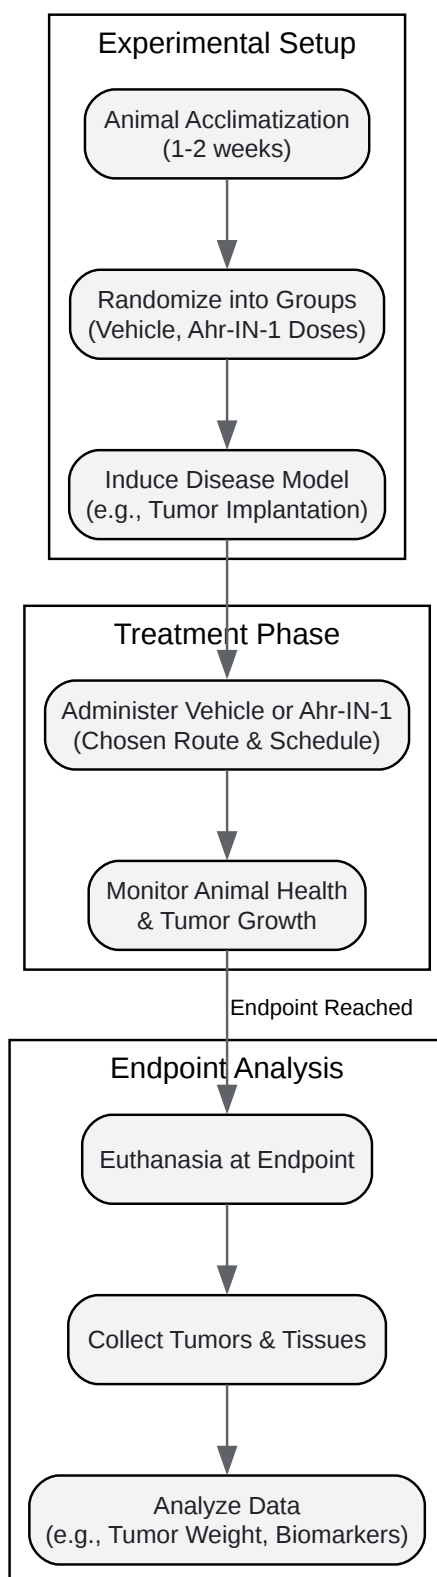 Experimental Setup
Animal Acclimatization
(1-2 weeks)
Randomize into Groups
(Vehicle, Ahr-IN-1 Doses)
Induce Disease Model
(e.g., Tumor Implantation)
Treatment Phase
Administer Vehicle or Ahr-IN-1
(Chosen Route & Schedule)
Monitor Animal Health
& Tumor Growth
Endpoint Reached
Endpoint Analysis
Euthanasia at Endpoint
Collect Tumors & Tissues
Analyze Data
(e.g., Tumor Weight, Biomarkers)